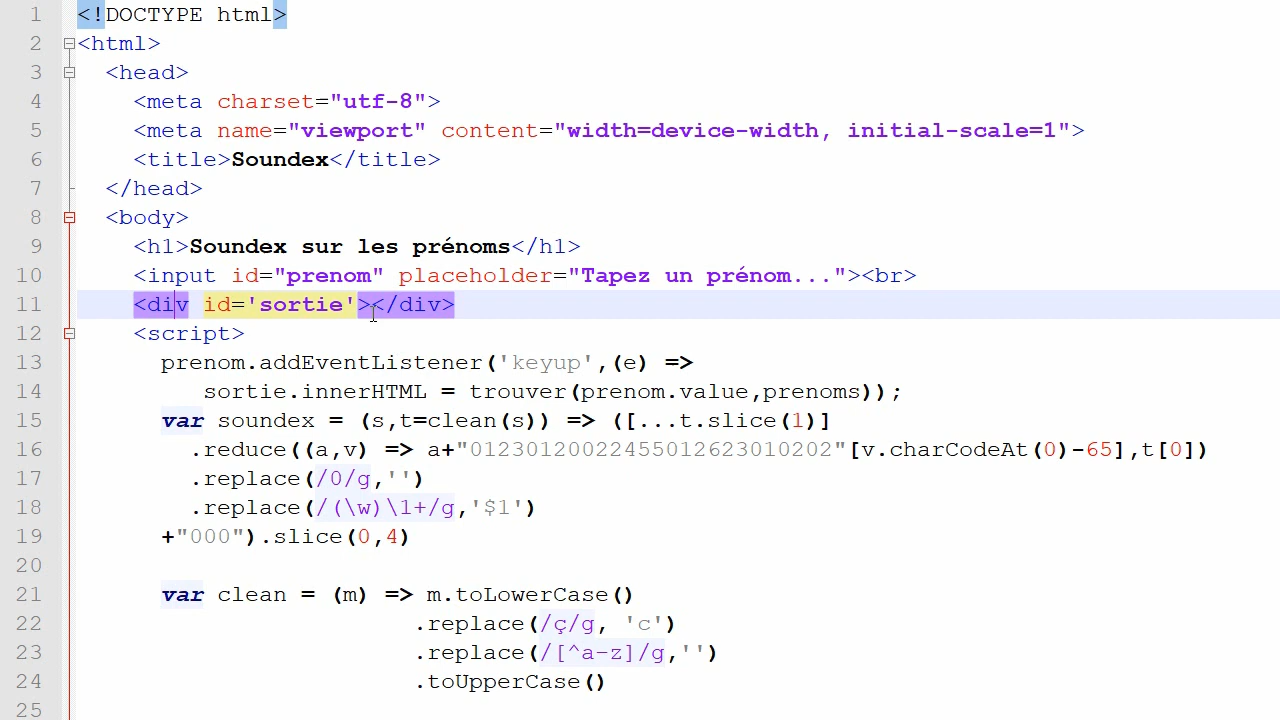 1 <!DOCTYPE html>
2 <html>
3 <head>
4 <meta charset="utf-8">
5 <meta name="viewport" content="width=device-width, initial-scale=1">
6 <title>Soundex</title>
7 </head>
8 <body>
9 <h1>Soundex sur les prénoms</h1>
10 <input id="prenom" placeholder="Tapez un prénom..."><br>
11 <div id='sortie'></div>
12 <script>
13 prenom.addEventListener('keyup',(e) =>
14 sortie.innerHTML = trouver(prenom.value,prenoms));
15 var soundex = (s,t=clean(s)) => ([...t.slice(1)]
16 .reduce((a,v) => a+"01230120022455012623010202"[v.charCodeAt(0)-65],t[0])
17 .replace(/0/g,'')
18 .replace(/(\w)\1+/g,'$1')
19 +"000").slice(0,4)
20
21 var clean = (m) => m.toLowerCase()
22 .replace(/ç/g, 'c')
23 .replace(/[^a-z]/g,'')
24 .toUpperCase()
25